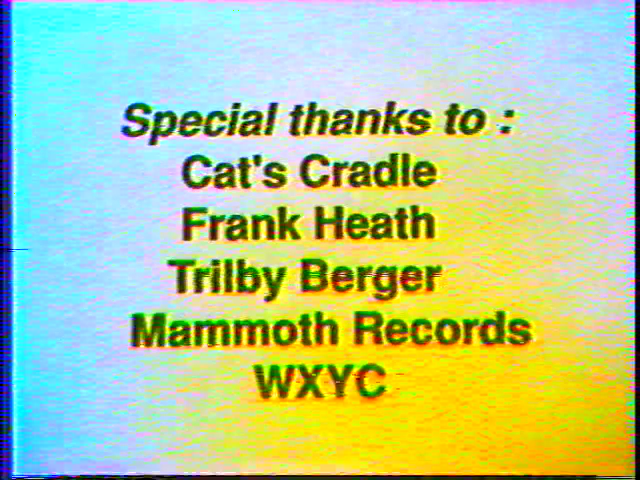 Special thanks to :
Cat's Cradle
Frank Heath
Trilby Berger
Mammoth Records
WXYC